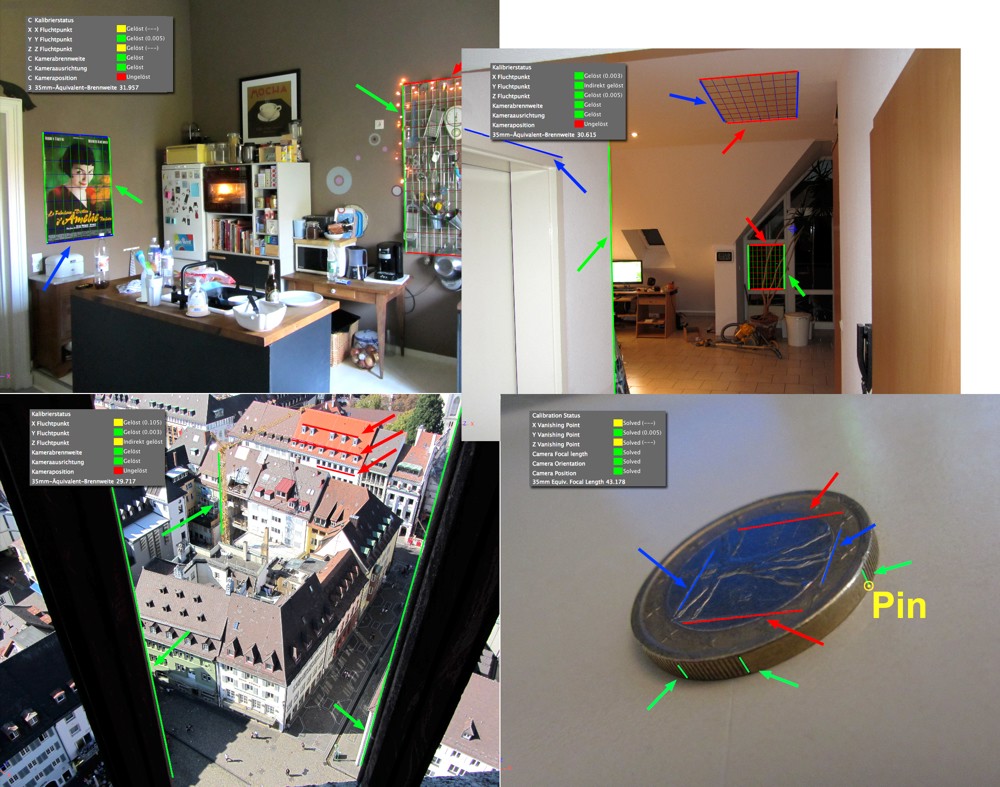 C Kalibrierstatus
X X Fluchtpunkt Gelöst (---)
Y Y Fluchtpunkt Gelöst (0.005)
Z Z Fluchtpunkt Gelöst (---)
C Kamerabrennweite Gelöst
C Kameraausrichtung Gelöst
C Kameraposition Ungelöst
3 35mm-Äquivalent-Brennweite 31.957
MOCHA
d'Amélie
Kalibrierstatus
X Fluchtpunkt Gelöst (0.003)
Y Fluchtpunkt Indirekt gelöst
Z Fluchtpunkt Gelöst (0.005)
Kamerabrennweite Gelöst
Kameraausrichtung Gelöst
Kameraposition Ungelöst
35mm-Äquivalent-Brennweite 30.615
Kalibrierstatus
X Fluchtpunkt Gelöst (0.105)
Y Fluchtpunkt Gelöst (0.003)
Z Fluchtpunkt Indirekt gelöst
Kamerabrennweite Gelöst
Kameraausrichtung Gelöst
Kameraposition Ungelöst
35mm-Äquivalent-Brennweite 29.717
Calibration Status
X Vanishing Point Solved (---)
Y Vanishing Point Solved (0.005)
Z Vanishing Point Solved (---)
Camera Focal length Solved
Camera Orientation Solved
Camera Position Solved
35mm Equiv. Focal Length 43.178
Pin